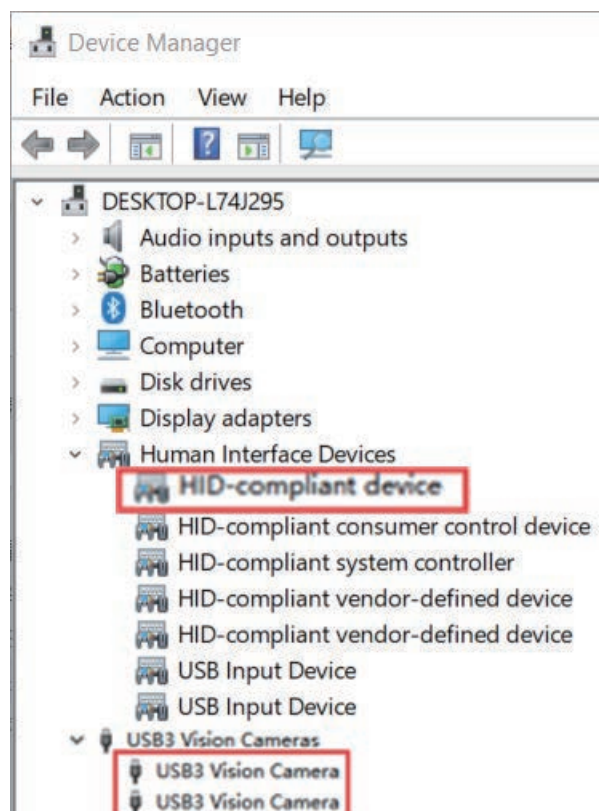 Device Manager
File Action View Help
DESKTOP-L74J295
Audio inputs and outputs
Batteries
Bluetooth
Computer
Disk drives
Display adapters
Human Interface Devices
HID-compliant device
HID-compliant consumer control device
HID-compliant system controller
HID-compliant vendor-defined device
HID-compliant vendor-defined device
USB Input Device
USB Input Device
USB3 Vision Cameras
USB3 Vision Camera
USB3 Vision Camera